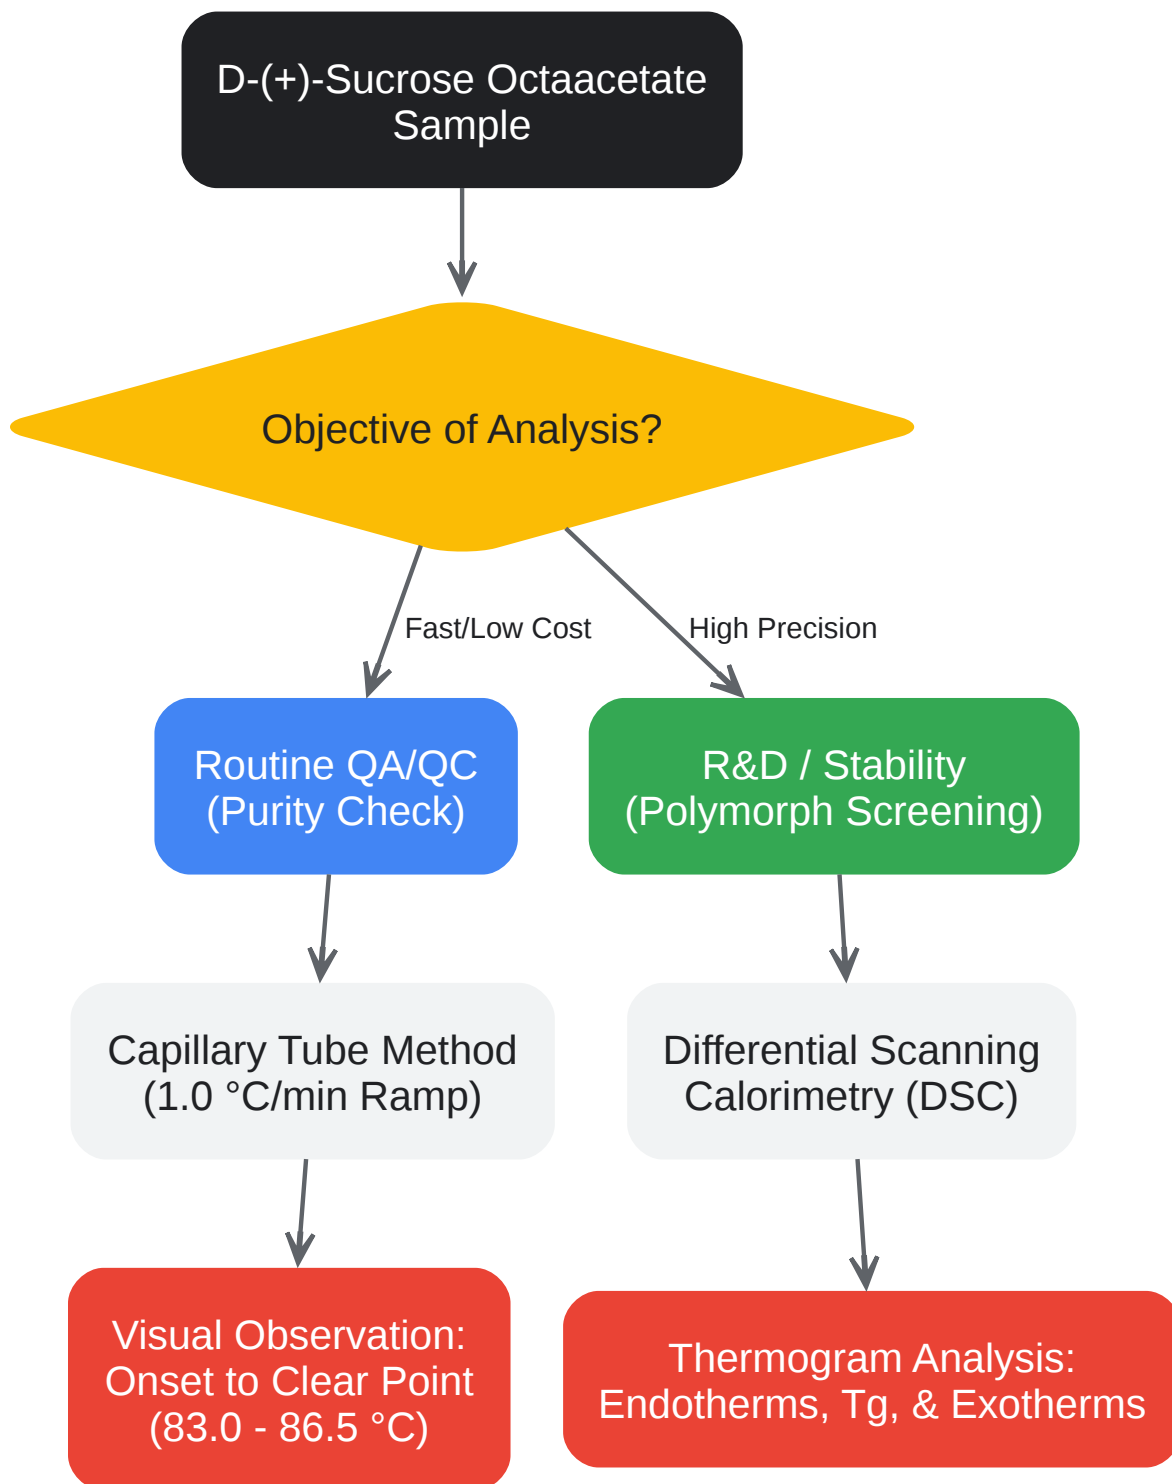 D-(+)-Sucrose Octaacetate
Sample
Objective of Analysis?
Fast/Low Cost
High Precision
Routine QA/QC
(Purity Check)
R&D / Stability
(Polymorph Screening)
Capillary Tube Method
(1.0 °C/min Ramp)
Differential Scanning
Calorimetry (DSC)
Visual Observation:
Onset to Clear Point
(83.0 - 86.5 °C)
Thermogram Analysis:
Endotherms, Tg, & Exotherms